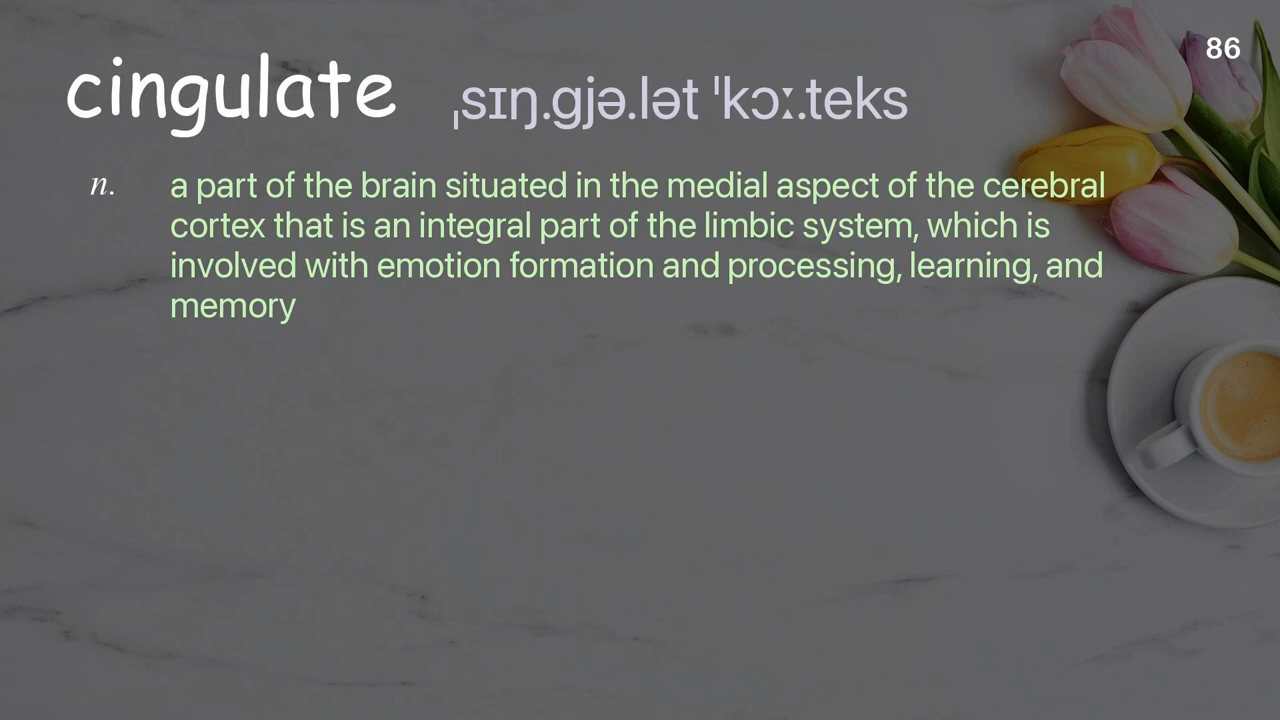 86
cingulate ˌsɪŋ.gjə.lət ˈkɔː.teks
n. a part of the brain situated in the medial aspect of the cerebral
cortex that is an integral part of the limbic system, which is
involved with emotion formation and processing, learning, and
memory